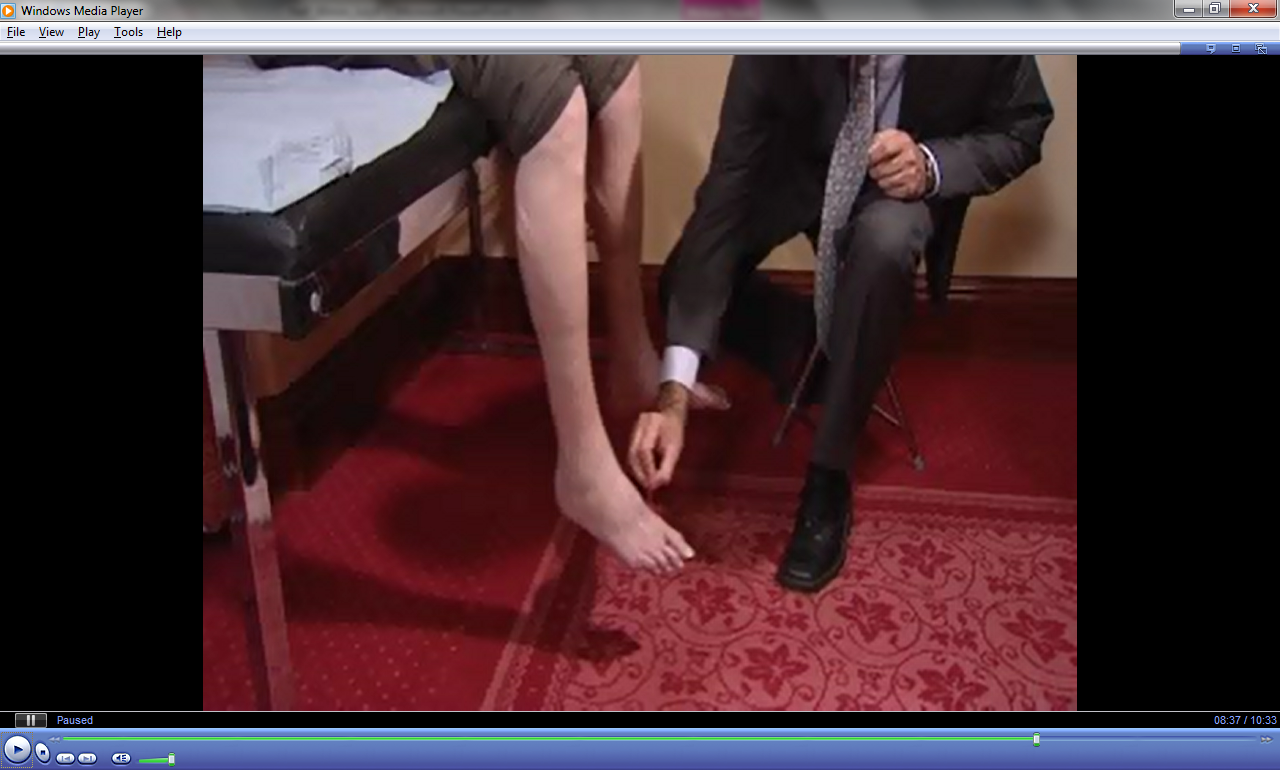 Windows Media Player
File View Play Tools Help
Paused
08:37 / 10:33